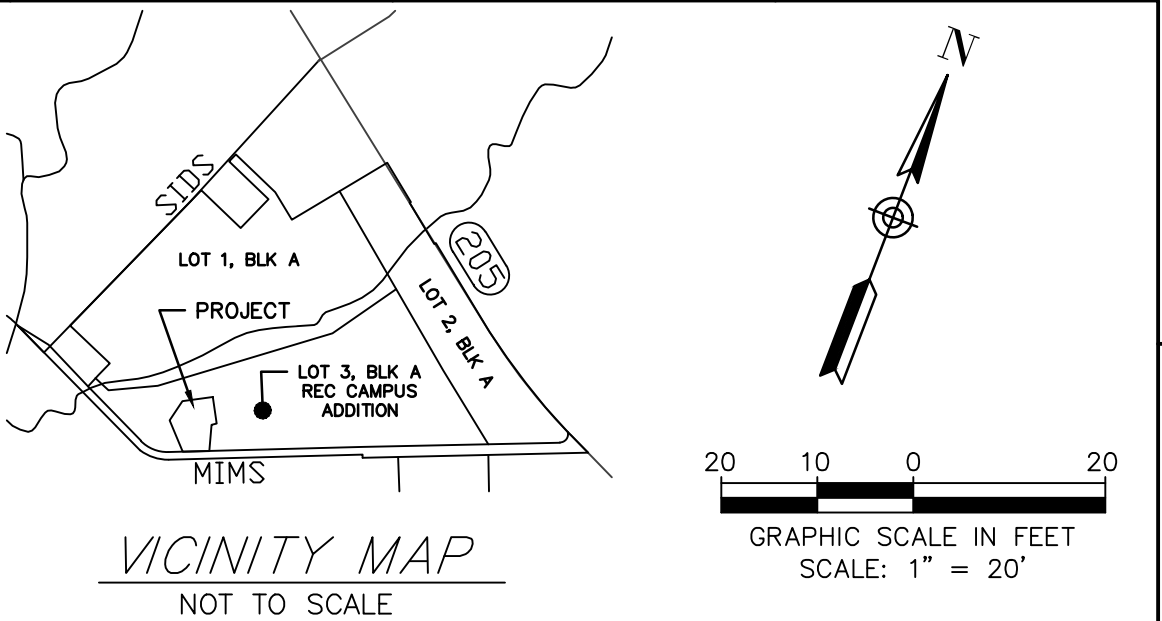 N
SIDS
205
LOT 1, BLK A
PROJECT
LOT 2, BLK A
LOT 3, BLK A
REC CAMPUS
ADDITION
MIMS
VICINITY MAP
NOT TO SCALE
20 10 0 20
GRAPHIC SCALE IN FEET
SCALE: 1" = 20'